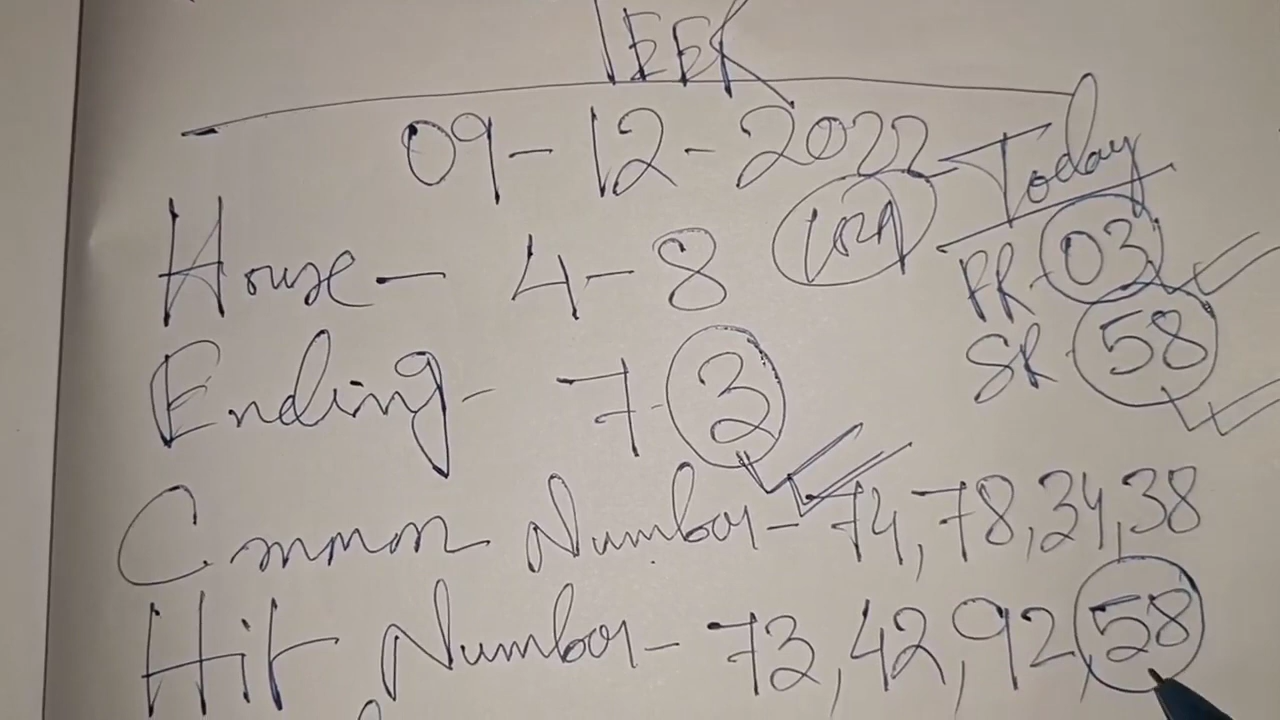 TEER
09-12-2022 - Today
House - 4-8
FR - 03
SR - 58
Ending - 7-3
Common Number - 74, 78, 34, 38
Hit Number - 73, 42, 92, 58